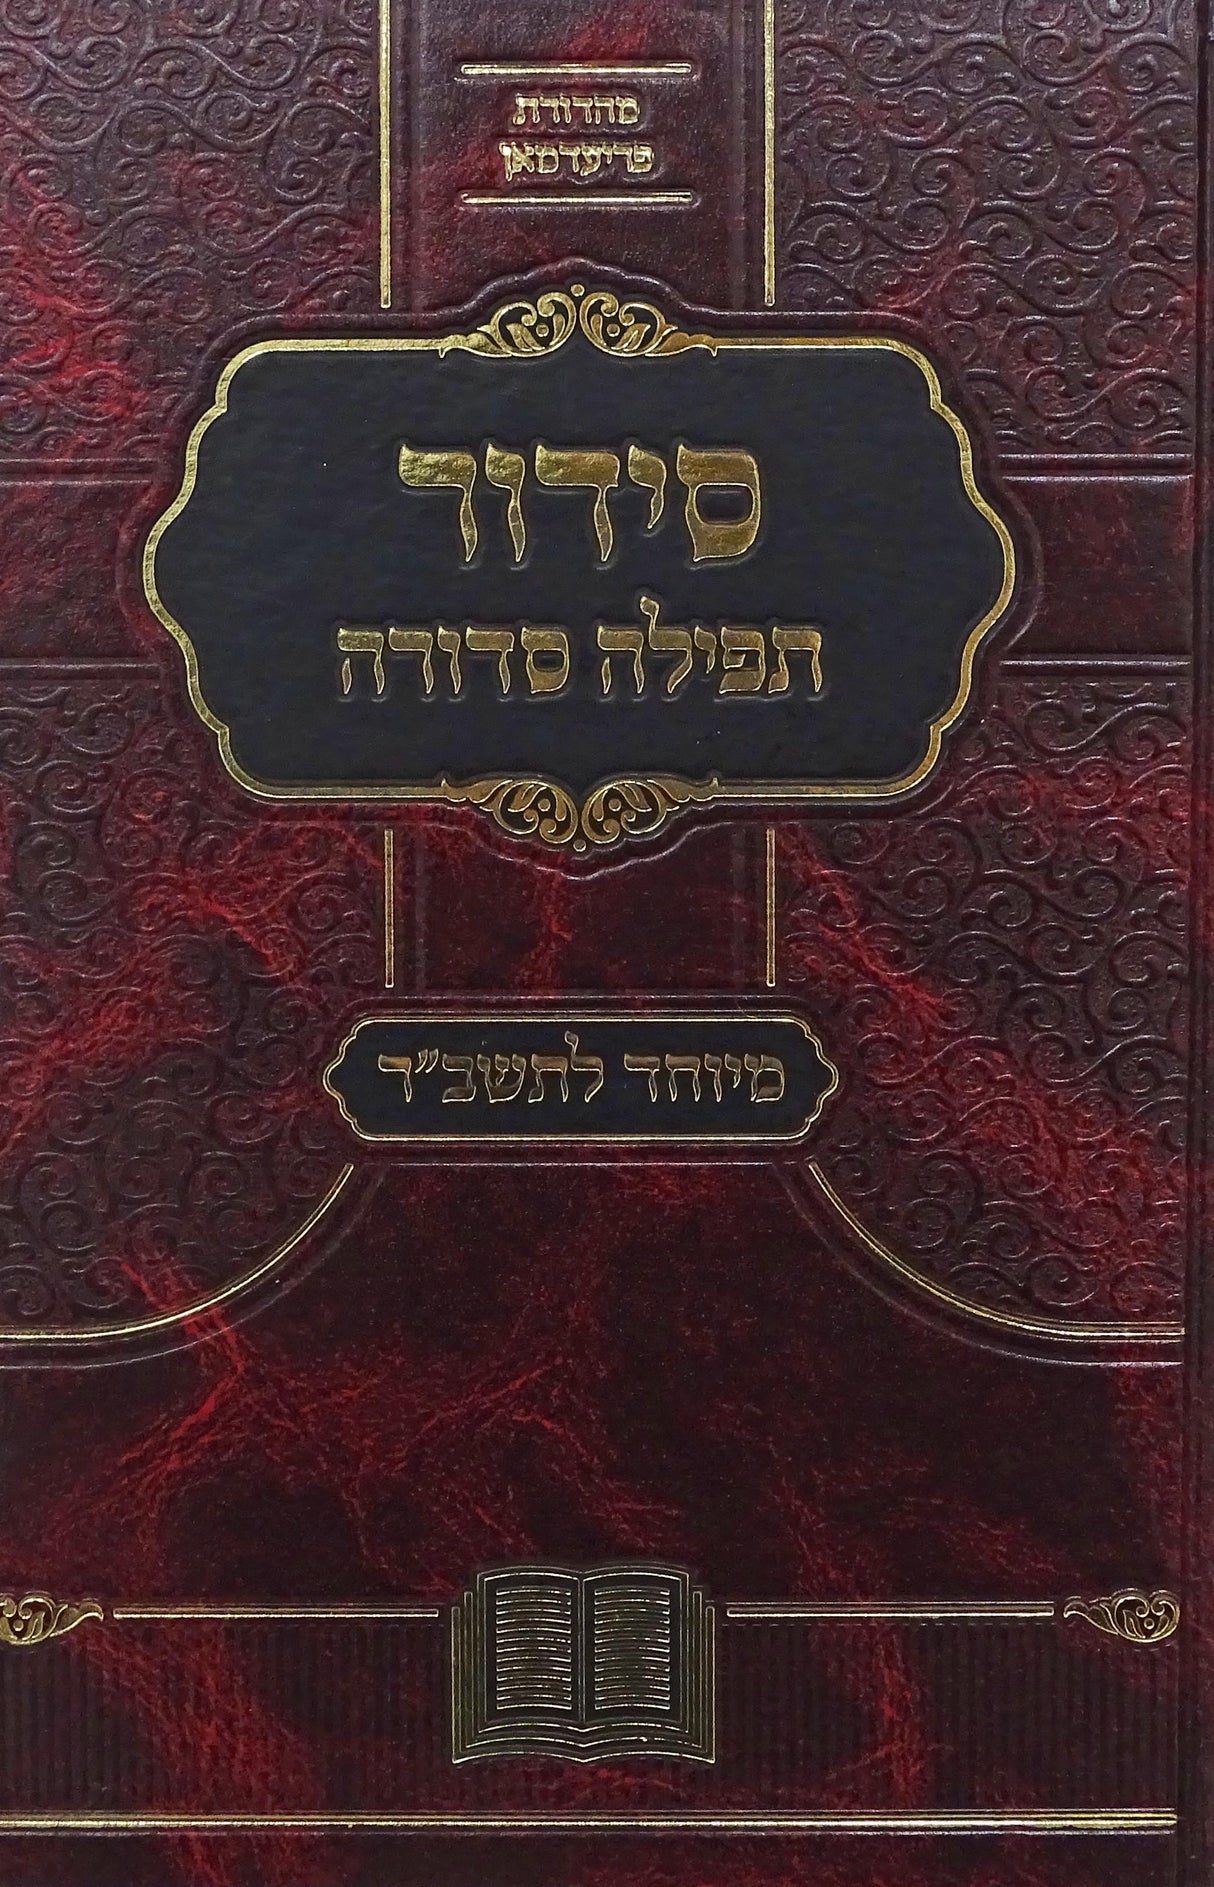 מהדורת
פריעדמאן
סידור
תפילה סדורה
מיוחד לתשב״ר